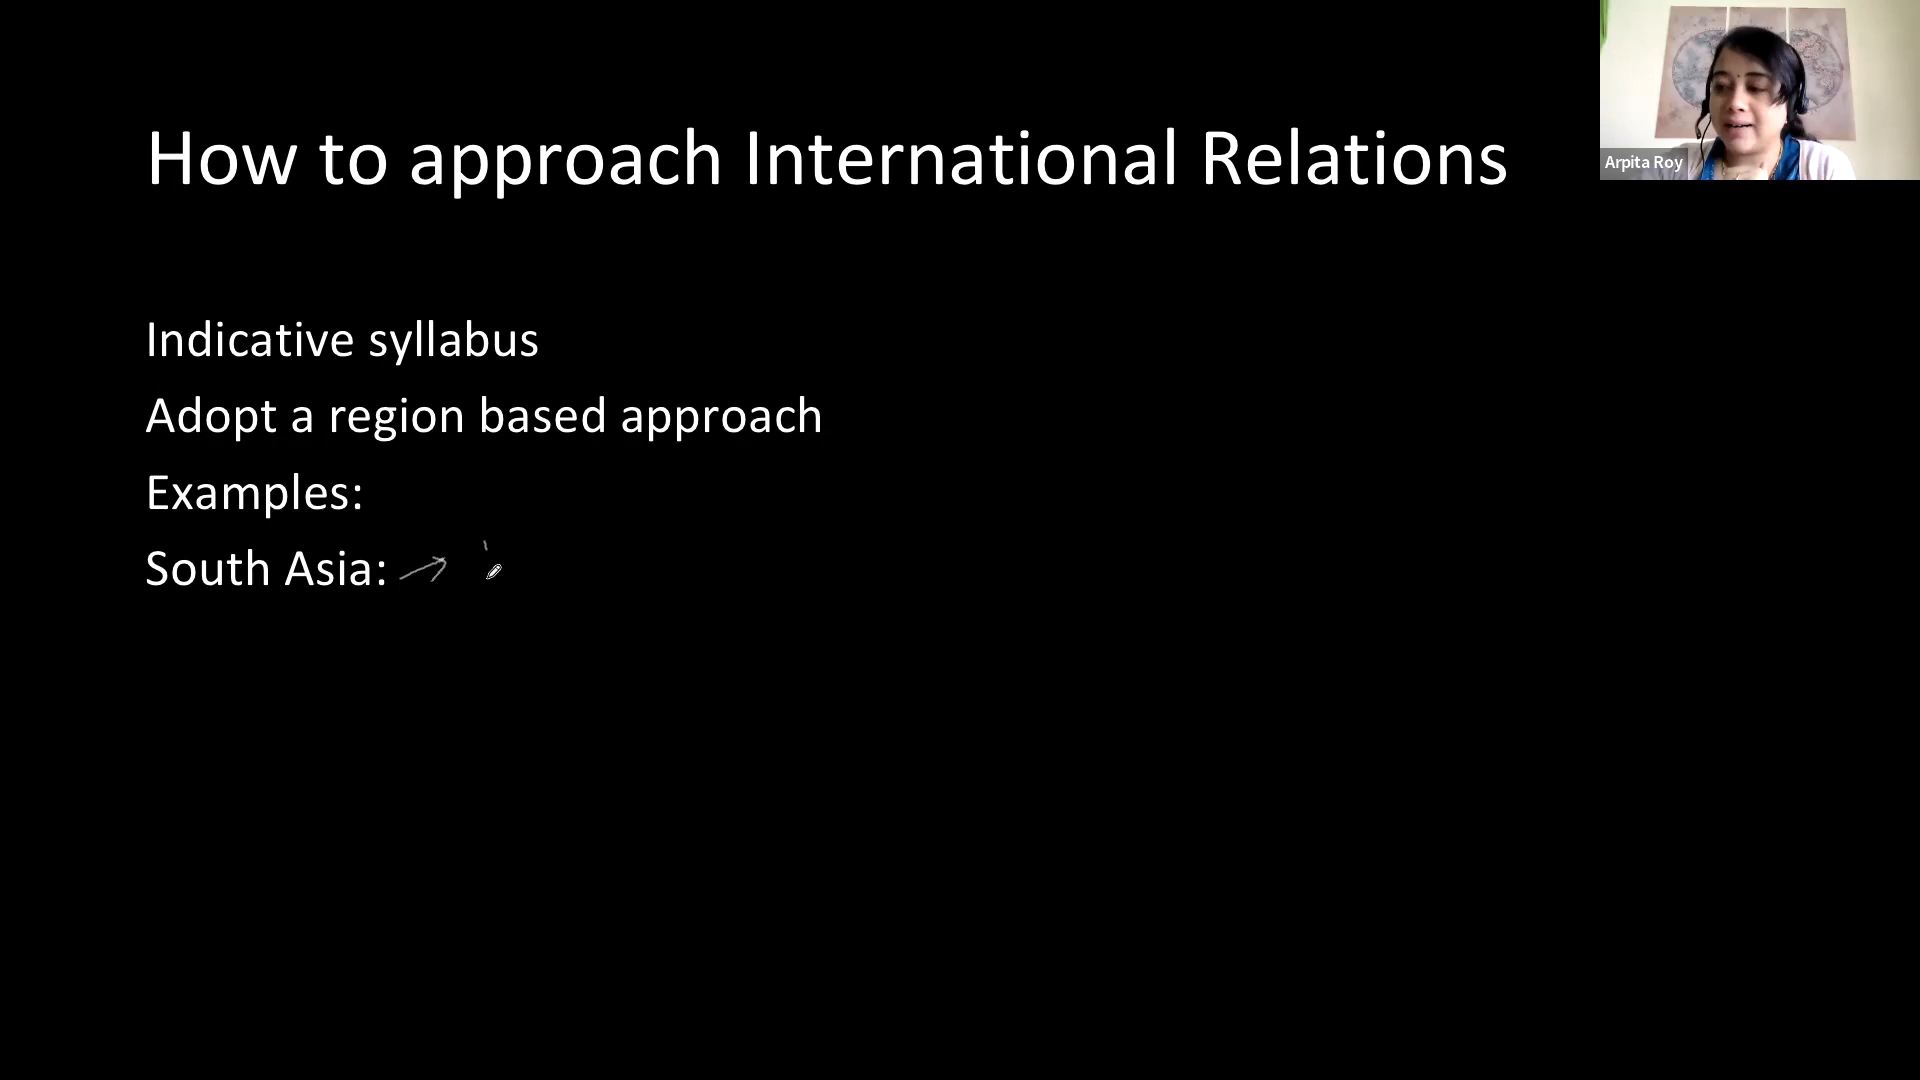 How to approach International Relations
Arpita Roy
Indicative syllabus
Adopt a region based approach
Examples:
South Asia: